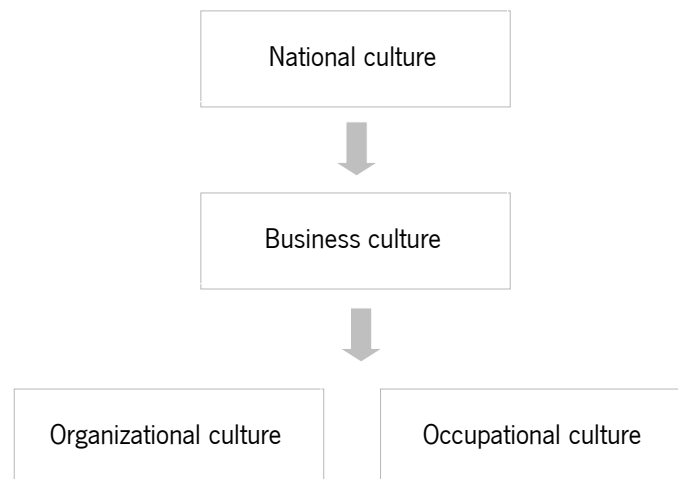 National culture
Business culture
Organizational culture
Occupational culture